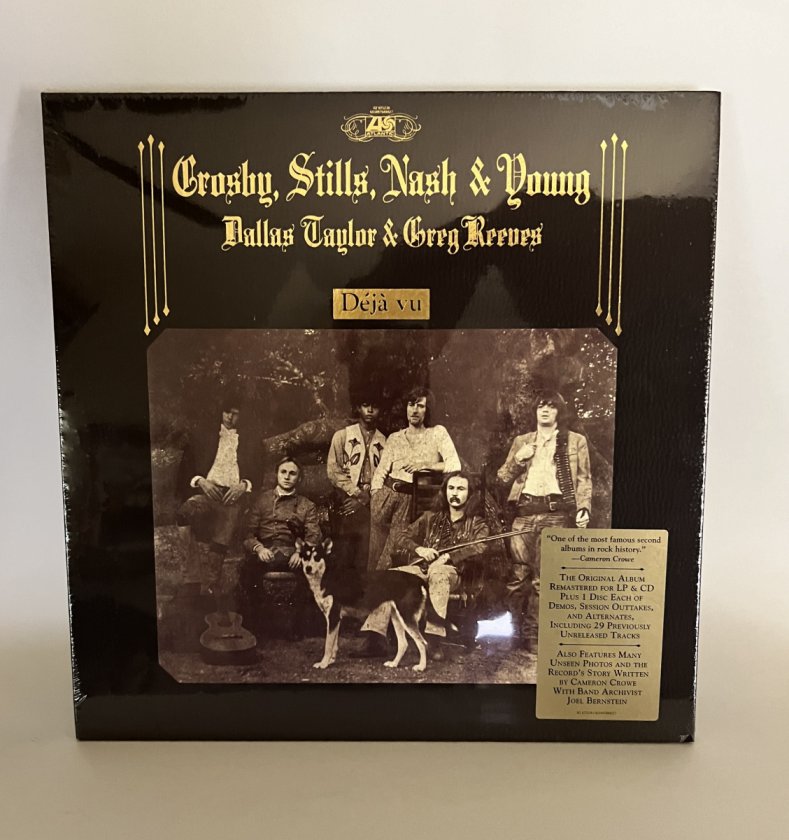 ATLANTIC
Crosby, Stills, Nash & Young
Dallas Taylor & Greg Reeves
Déjà vu
"One of the most famous second
albums in rock history."
—Cameron Crowe
The Original Album
Remastered for LP & CD
Plus 1 Disc Each of
Demos, Session Outtakes,
and Alternates,
Including 29 Previously
Unreleased Tracks
Also Features Many
Unseen Photos and the
Record's Story Written
by Cameron Crowe
With Band Archivist
Joel Bernstein